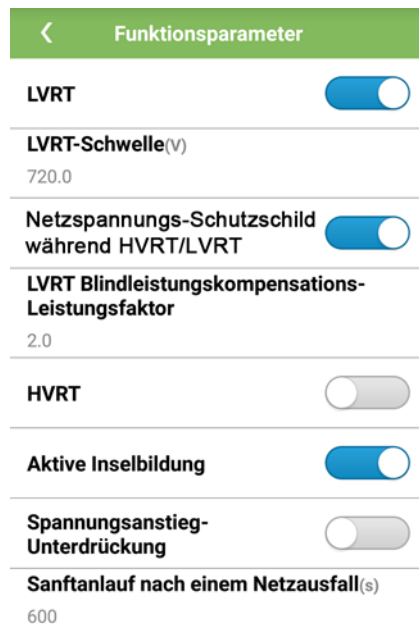 Funktionsparameter
LVRT
LVRT-Schwelle(V)
720.0
Netzspannungs-Schutzschild
während HVRT/LVRT
LVRT Blindleistungskompensations-
Leistungsfaktor
2.0
HVRT
Aktive Inselbildung
Spannungsanstieg-
Unterdrückung
Sanftanlauf nach einem Netzausfall(s)
600